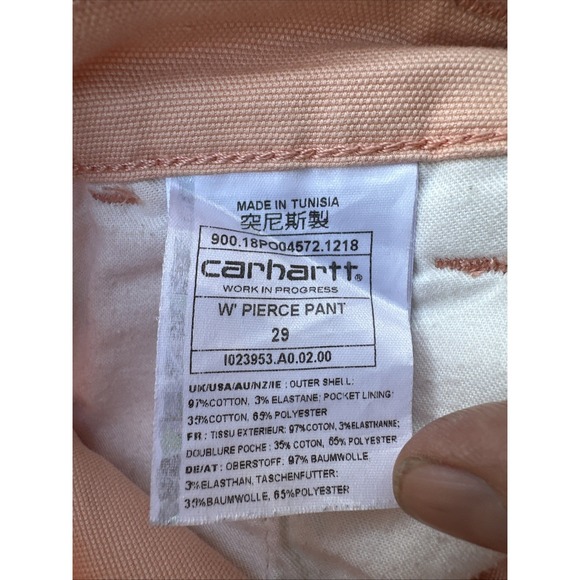 MADE IN TUNISIA
突尼斯製
900.18PO04572.1218
carhartt®
WORK IN PROGRESS
W' PIERCE PANT
29
I023953.A0.02.00
UK/USA/AU/NZ/IE : OUTER SHELL:
97%COTTON, 3% ELASTANE; POCKET LINING:
35%COTTON, 65% POLYESTER
FR : TISSU EXTERIEUR: 97%COTON, 3%ELASTHANNE;
DOUBLURE POCHE : 35% COTON, 65% POLYESTER
DE/AT : OBERSTOFF: 97% BAUMWOLLE,
3%ELASTHAN, TASCHENFUTTER:
35%BAUMWOLLE, 65%POLYESTER